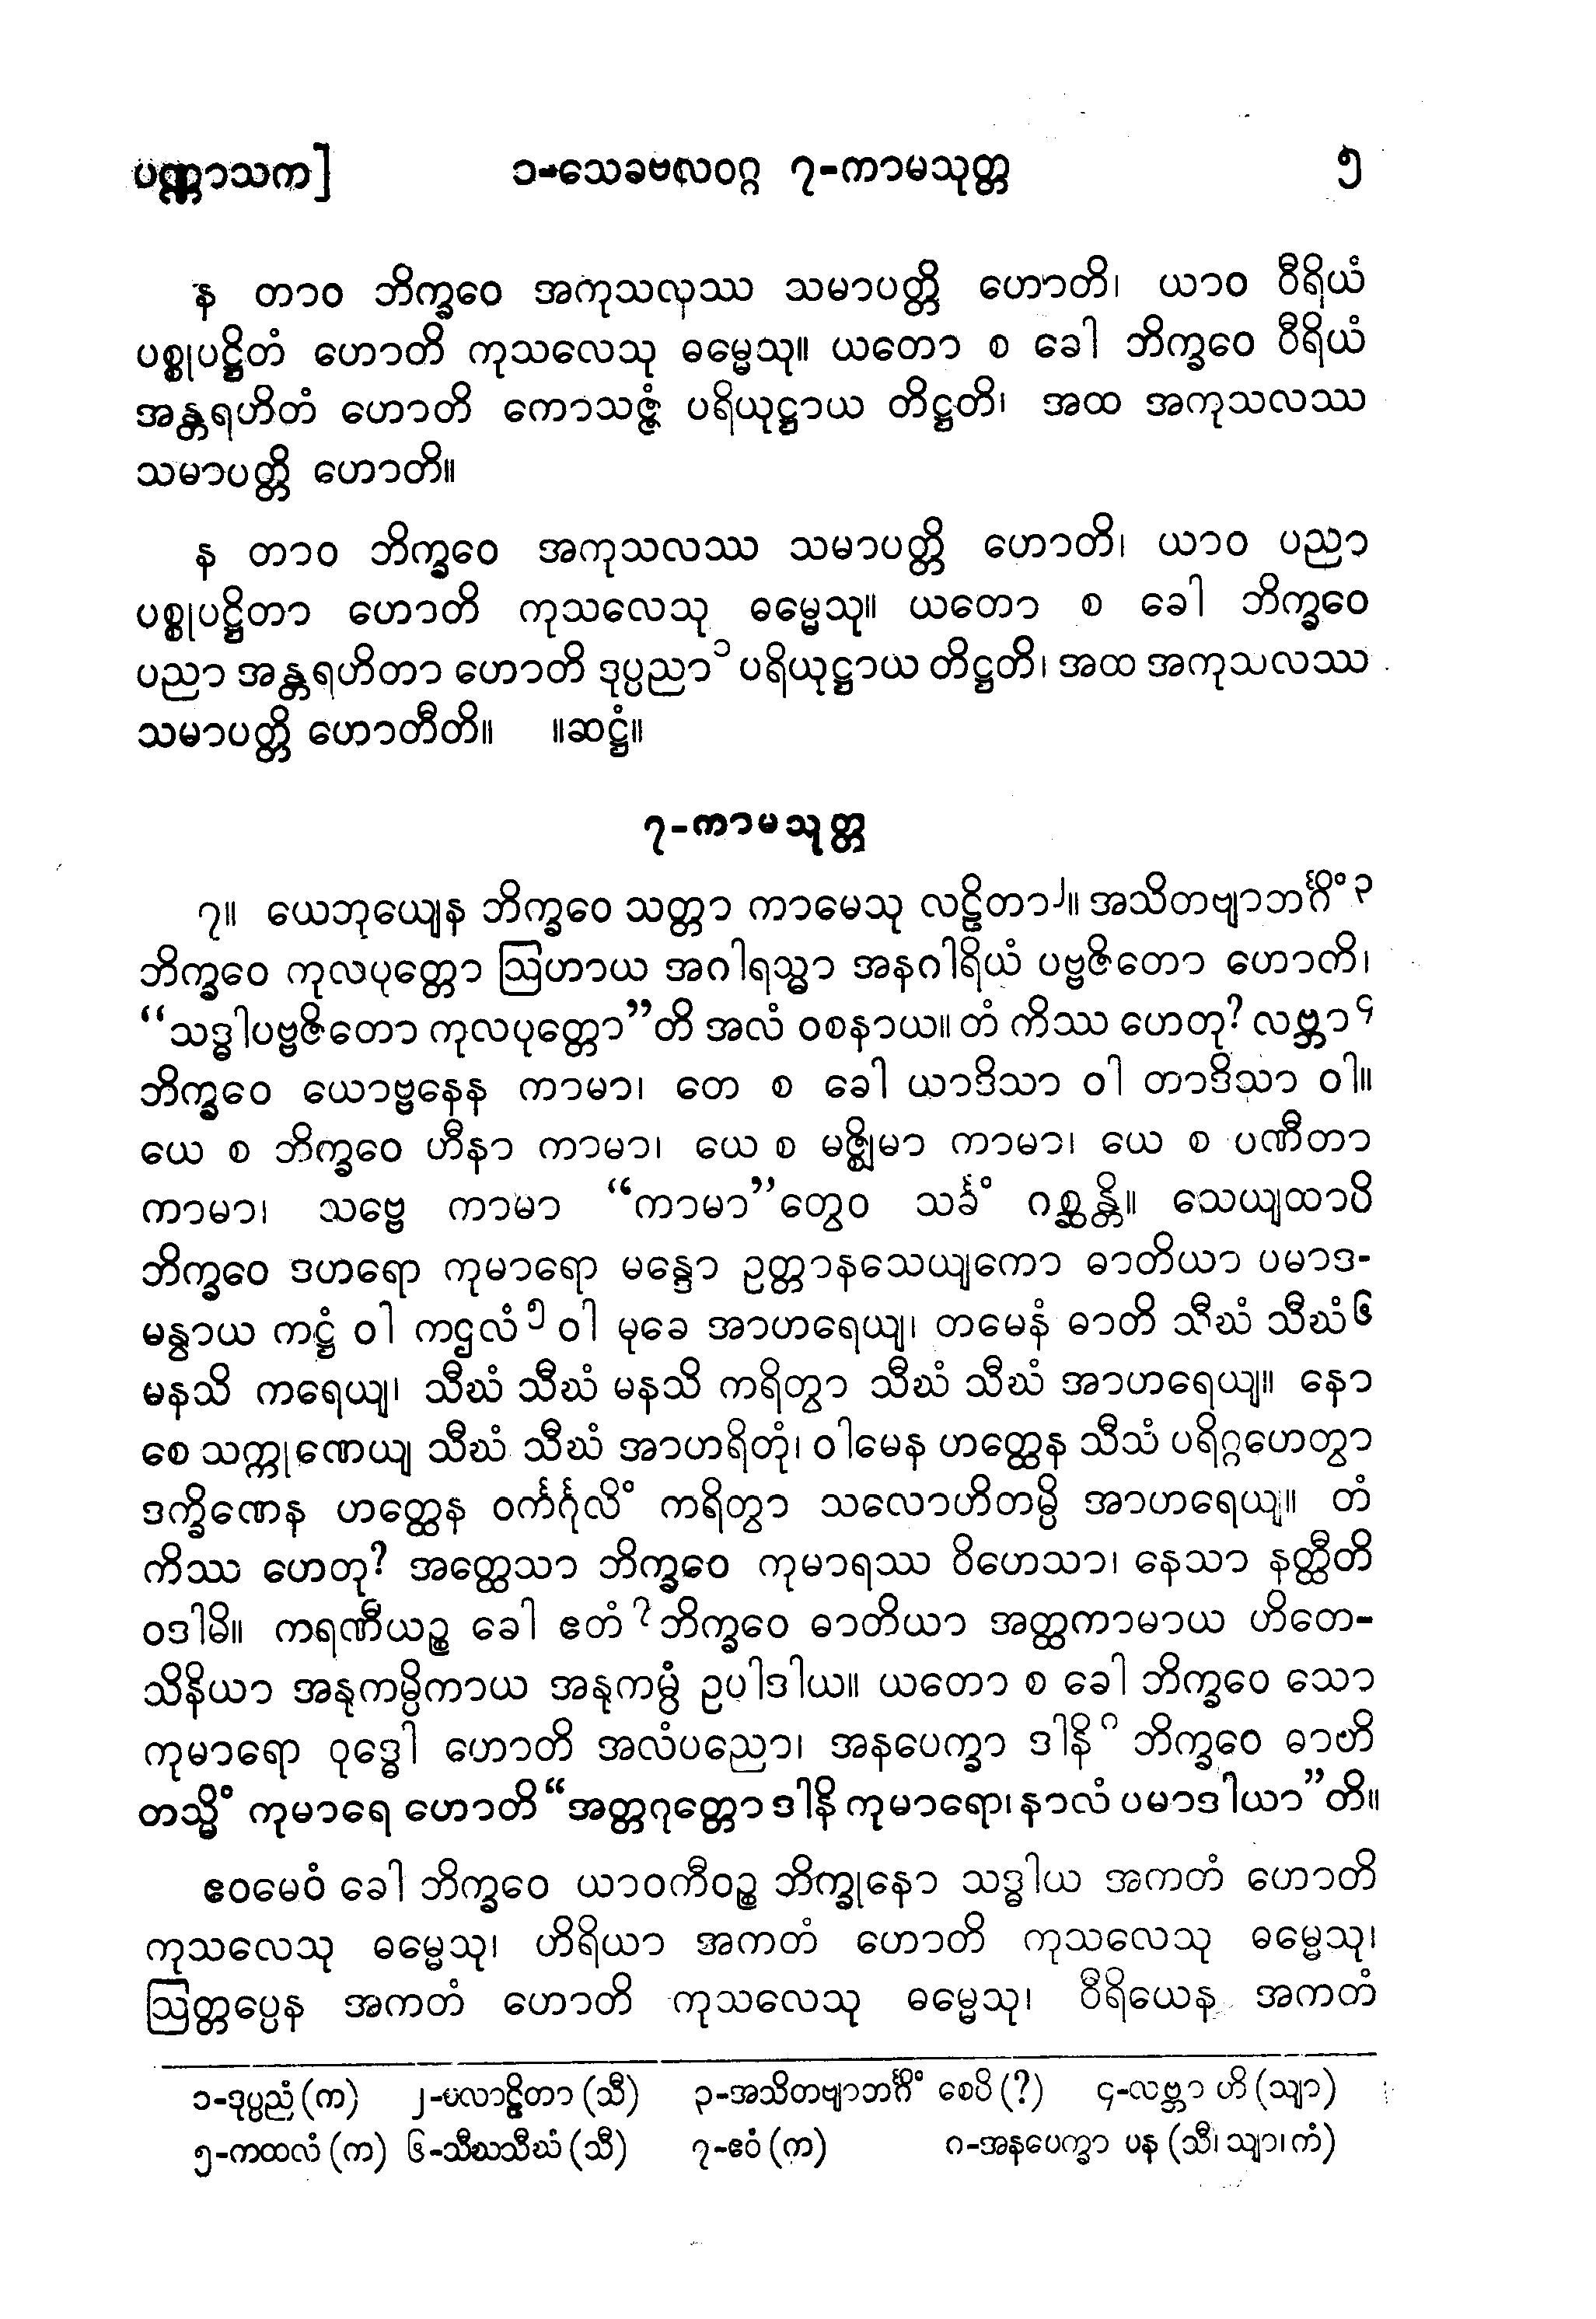 ပဏ္ဏာသက] ၁-သေခဗလဝဂ္ဂ ၇-ကာမသုတ္တ ၅
န တာဝ ဘိက္ခဝေ အကုသလဿ သမာပတ္တိ ဟောတိ၊ ယာဝ ဝီရိယံ
ပစ္စုပဋ္ဌိတံ ဟောတိ ကုသလေသု ဓမ္မေသု။ ယတော စ ခေါ ဘိက္ခဝေ ဝီရိယံ
အန္တရဟိတံ ဟောတိ ကောသဇ္ဇံ ပရိယုဋ္ဌာယ တိဋ္ဌတိ၊ အထ အကုသလဿ
သမာပတ္တိ ဟောတိ။
န တာဝ ဘိက္ခဝေ အကုသလဿ သမာပတ္တိ ဟောတိ၊ ယာဝ ပညာ
ပစ္စုပဋ္ဌိတာ ဟောတိ ကုသလေသု ဓမ္မေသု။ ယတော စ ခေါ ဘိက္ခဝေ
ပညာ အန္တရဟိတာ ဟောတိ ဒုပ္ပညာ၁ ပရိယုဋ္ဌာယ တိဋ္ဌတိ၊ အထ အကုသလဿ
သမာပတ္တိ ဟောတီတိ။ ။ဆဋ္ဌံ။
၇-ကာမသုတ္တ
၇။ ယေဘုယျေန ဘိက္ခဝေ သတ္တာ ကာမေသု လဠိတာ၂။ အသိတဗျာဘင်္ဂိံ၃
ဘိက္ခဝေ ကုလပုတ္တော ဩဟာယ အဂါရသ္မာ အနဂါရိယံ ပဗ္ဗဇိတော ဟောတိ၊
“သဒ္ဓါပဗ္ဗဇိတော ကုလပုတ္တော”တိ အလံ ဝစနာယ။ တံ ကိဿ ဟေတု? လဗ္ဘာ၄
ဘိက္ခဝေ ယောဗ္ဗနေန ကာမာ၊ တေ စ ခေါ ယာဒိသာ ဝါ တာဒိသာ ဝါ။
ယေ စ ဘိက္ခဝေ ဟီနာ ကာမာ၊ ယေ စ မဇ္ဈိမာ ကာမာ၊ ယေ စ ပဏီတာ
ကာမာ၊ သဗ္ဗေ ကာမာ “ကာမာ”တွေဝ သင်္ခံ ဂစ္ဆန္တိ။ သေယျထာပိ
ဘိက္ခဝေ ဒဟရော ကုမာရော မန္ဒော ဥတ္တာနသေယျကော ဓာတိယာ ပမာဒ-
မနွာယ ကဋ္ဌံ ဝါ ကဌလံ၅ ဝါ မုခေ အာဟရေယျ၊ တမေနံ ဓာတိ သီဃံ သီဃံ၆
မနသိ ကရေယျ၊ သီဃံ သီဃံ မနသိ ကရိတွာ သီဃံ သီဃံ အာဟရေယျ။ နော
စေ သက္ကုဏေယျ သီဃံ သီဃံ အာဟရိတုံ၊ ဝါမေန ဟတ္ထေန သီသံ ပရိဂ္ဂဟေတွာ
ဒက္ခိဏေန ဟတ္ထေန ဝင်္ကင်္ဂုလိံ ကရိတွာ သလောဟိတမ္ပိ အာဟရေယျ။ တံ
ကိဿ ဟေတု? အတ္ထေသာ ဘိက္ခဝေ ကုမာရဿ ဝိဟေသာ၊ နေသာ နတ္ထီတိ
ဝဒါမိ။ ကရဏီယဉ္စ ခေါ ဧတံ၇ ဘိက္ခဝေ ဓာတိယာ အတ္ထကာမာယ ဟိတေ-
သိနိယာ အနုကမ္ပိကာယ အနုကမ္ပံ ဥပါဒါယ။ ယတော စ ခေါ ဘိက္ခဝေ သော
ကုမာရော ဝုဒ္ဓေါ ဟောတိ အလံပညော၊ အနပေက္ခာ ဒါနိ ဂ ဘိက္ခဝေ ဓာတိ
တသ္မိံ ကုမာရေ ဟောတိ “အတ္တဂုတ္တော ဒါနိ ကုမာရော၊ နာလံ ပမာဒါယာ”တိ။
ဧဝမေဝံ ခေါ ဘိက္ခဝေ ယာဝကီဝဉ္စ ဘိက္ခုနော သဒ္ဓါယ အကတံ ဟောတိ
ကုသလေသု ဓမ္မေသု၊ ဟိရိယာ အကတံ ဟောတိ ကုသလေသု ဓမ္မေသု၊
ဩတ္တပ္ပေန အကတံ ဟောတိ ကုသလေသု ဓမ္မေသု၊ ဝီရိယေန အကတံ
၁-ဒုပ္ပညံ (က) ၂-ပလာဠိတာ (သီ) ၃-အသိတဗျာဘင်္ဂိံ စေပိ (?) ၄-လဗ္ဘာ ဟိ (သျာ)
၅-ကထလံ (က) ၆-သီဃသီဃံ (သီ) ၇-ဧဝံ (က) ဂ-အနပေက္ခာ ပန (သီ၊ သျာ၊ ကံ)